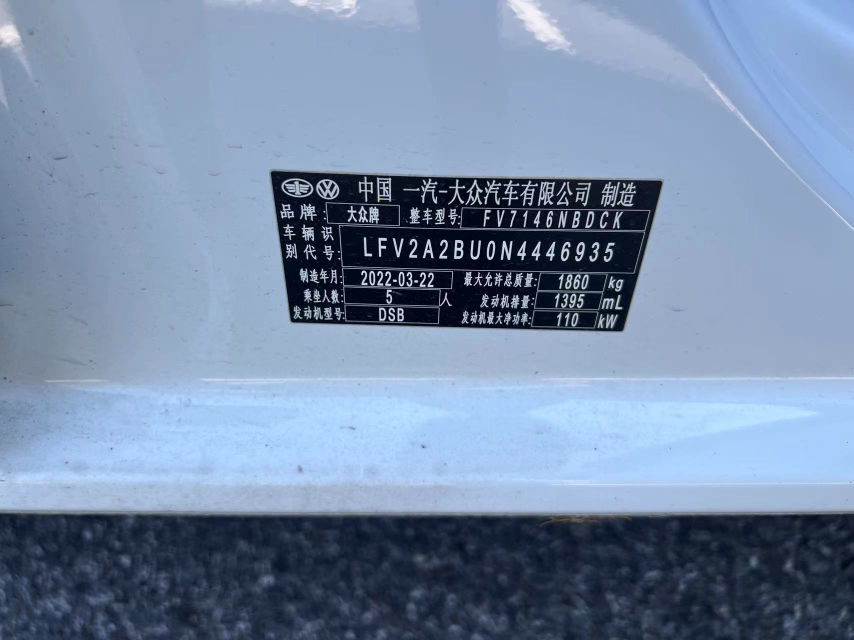 中国 一汽-大众汽车有限公司 制造
品牌: 大众牌 整车型号: FV7146NBDCK
车辆识别代号: LFV2A2BU0N4446935
制造年月: 2022-03-22 最大允许总质量: 1860 kg
乘坐人数: 5 人 发动机排量: 1395 mL
发动机型号: DSB 发动机最大净功率: 110 kW